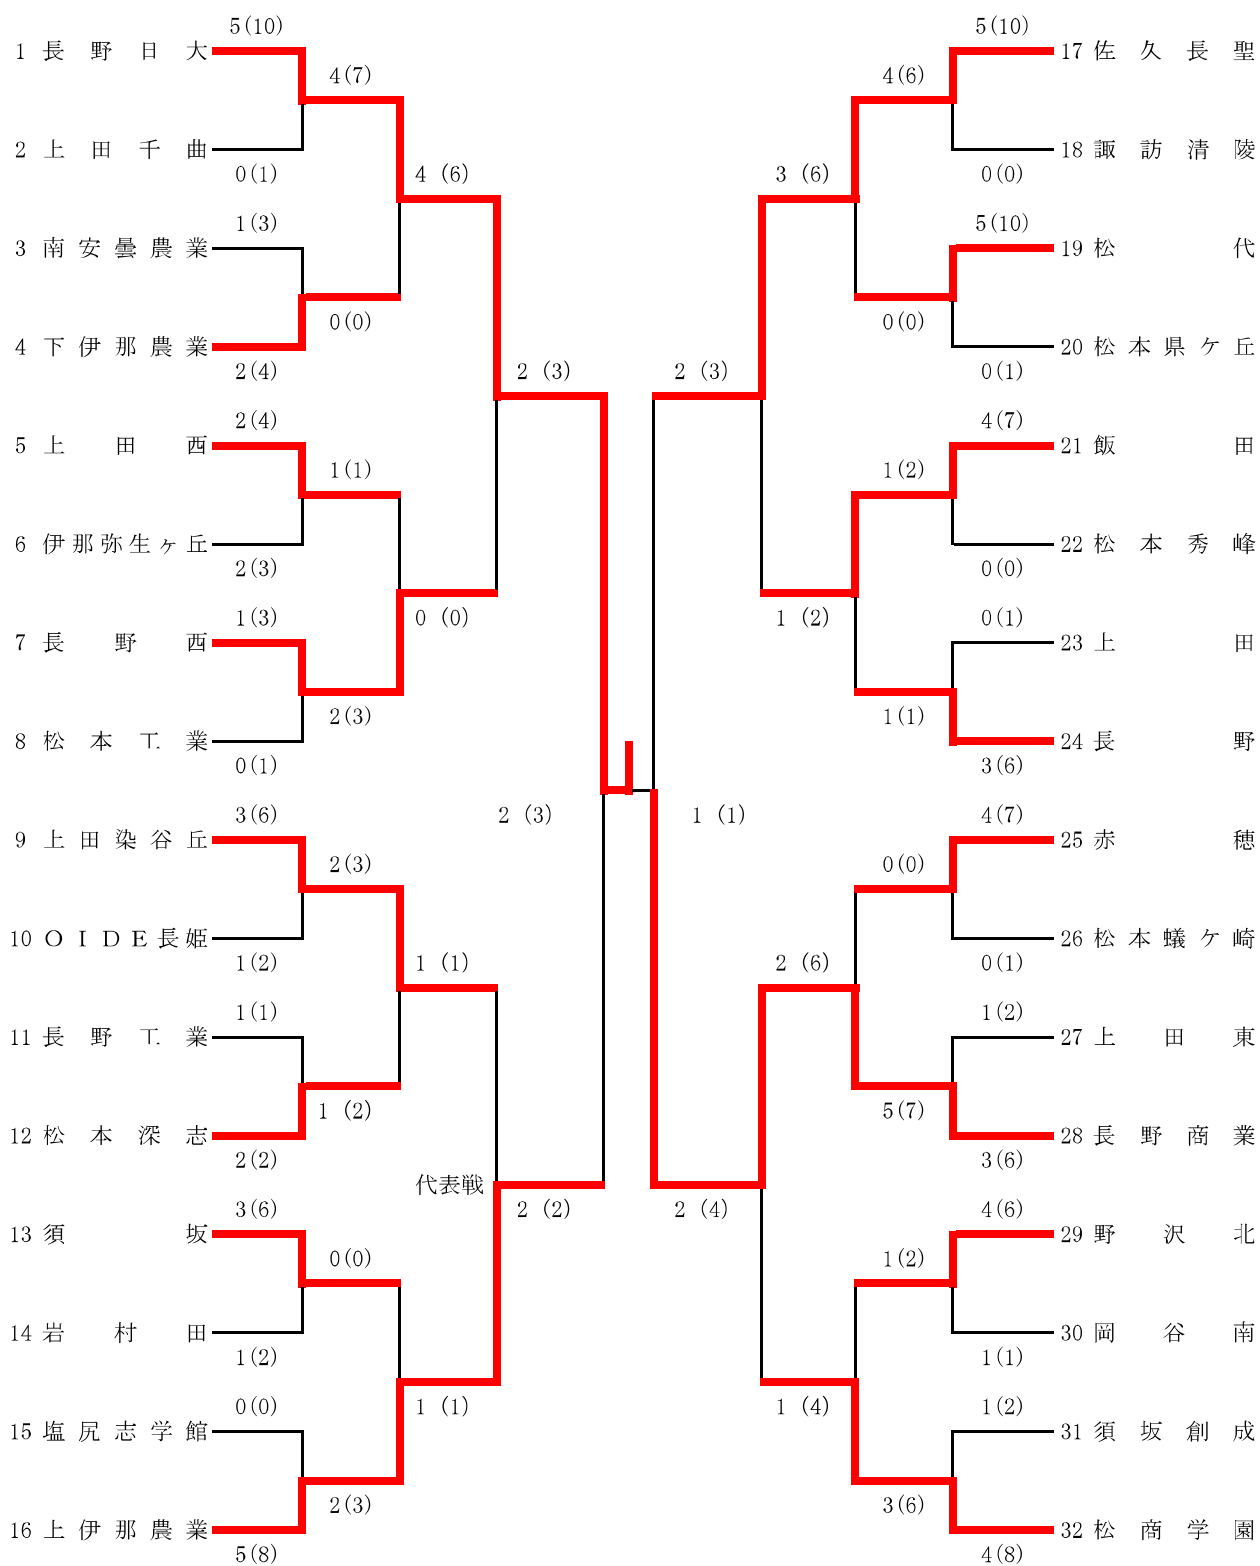 5(10)
1 長野日大
4(7)
2 上田千曲
0(1)
4 (6)
1(3)
3 南安曇農業
0(0)
4 下伊那農業
2(4)
2 (3)
2(4)
5 上田西
1(1)
6 伊那弥生ヶ丘
2(3)
1(3)
0 (0)
7 長野西
2(3)
8 松本工業
0(1)
2 (3)
3(6)
9 上田染谷丘
2(3)
10 OIDE長姫
1(2)
1 (1)
1(1)
11 長野工業
1 (2)
12 松本深志
2(2)
代表戦
2 (2)
3(6)
13 須坂
0(0)
14 岩村田
1(2)
0(0)
1 (1)
15 塩尻志学館
2(3)
16 上伊那農業
5(8)
5(10)
17 佐久長聖
4(6)
18 諏訪清陵
0(0)
3 (6)
5(10)
19 松代
0(0)
20 松本県ケ丘
0(1)
2 (3)
4(7)
21 飯田
1(2)
22 松本秀峰
0(0)
0(1)
1 (2)
23 上田
1(1)
24 長野
3(6)
1 (1)
4(7)
25 赤穂
0(0)
26 松本蟻ケ崎
0(1)
2 (6)
1(2)
27 上田東
5(7)
28 長野商業
3(6)
2 (4)
4(6)
29 野沢北
1(2)
30 岡谷南
1(1)
1(2)
1 (4)
31 須坂創成
3(6)
32 松商学園
4(8)